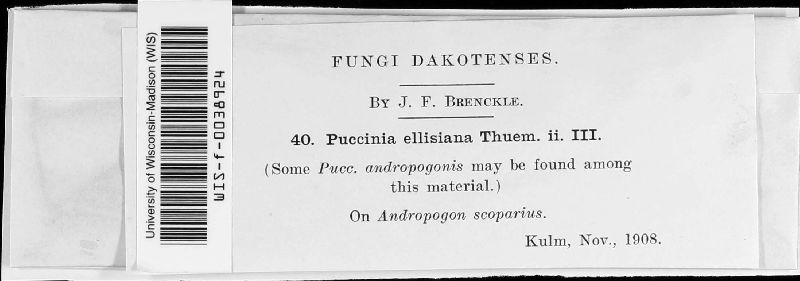 FUNGI DAKOTENSES.
BY J. F. BRENCKLE.
40. Puccinia ellisiana Thuem. ii. III.
(Some Pucc. andropogonis may be found among
this material.)
On Andropogon scoparius.
Kulm, Nov., 1908.
University of Wisconsin-Madison (WIS)
WIS-f-0038924